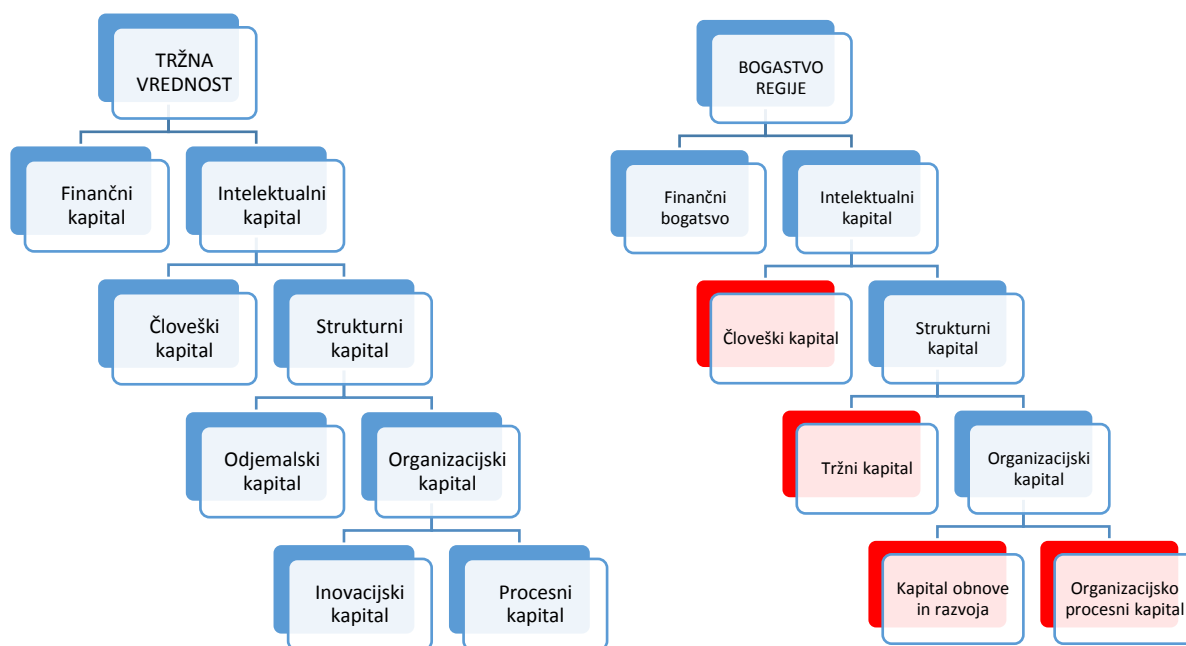 TRŽNA
VREDNOST
Finančni
kapital
Intelektualni
kapital
Človeški
kapital
Strukturni
kapital
Odjemalski
kapital
Organizacijski
kapital
Inovacijski
kapital
Procesni
kapital
BOGASTVO
REGIJE
Finančni
bogatsvo
Intelektualni
kapital
Človeški kapital
Strukturni
kapital
Tržni kapital
Organizacijski
kapital
Kapital obnove
in razvoja
Organizacijsko
procesni kapital